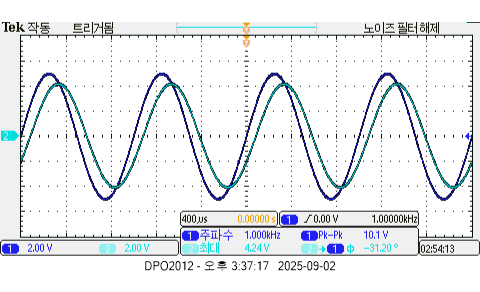 Tek 작동 트리거됨 노이즈 필터 해제
2
400µs 0.00000 s 1 0.00 V 1.00000kHz
1 주파수 1.000kHz 1 Pk-Pk 10.1 V
1 2.00 V 2 2.00 V 2 최대 4.24 V 2 → 1 ϕ -31.20 ° 02:54:13
DPO2012 - 오후 3:37:17 2025-09-02